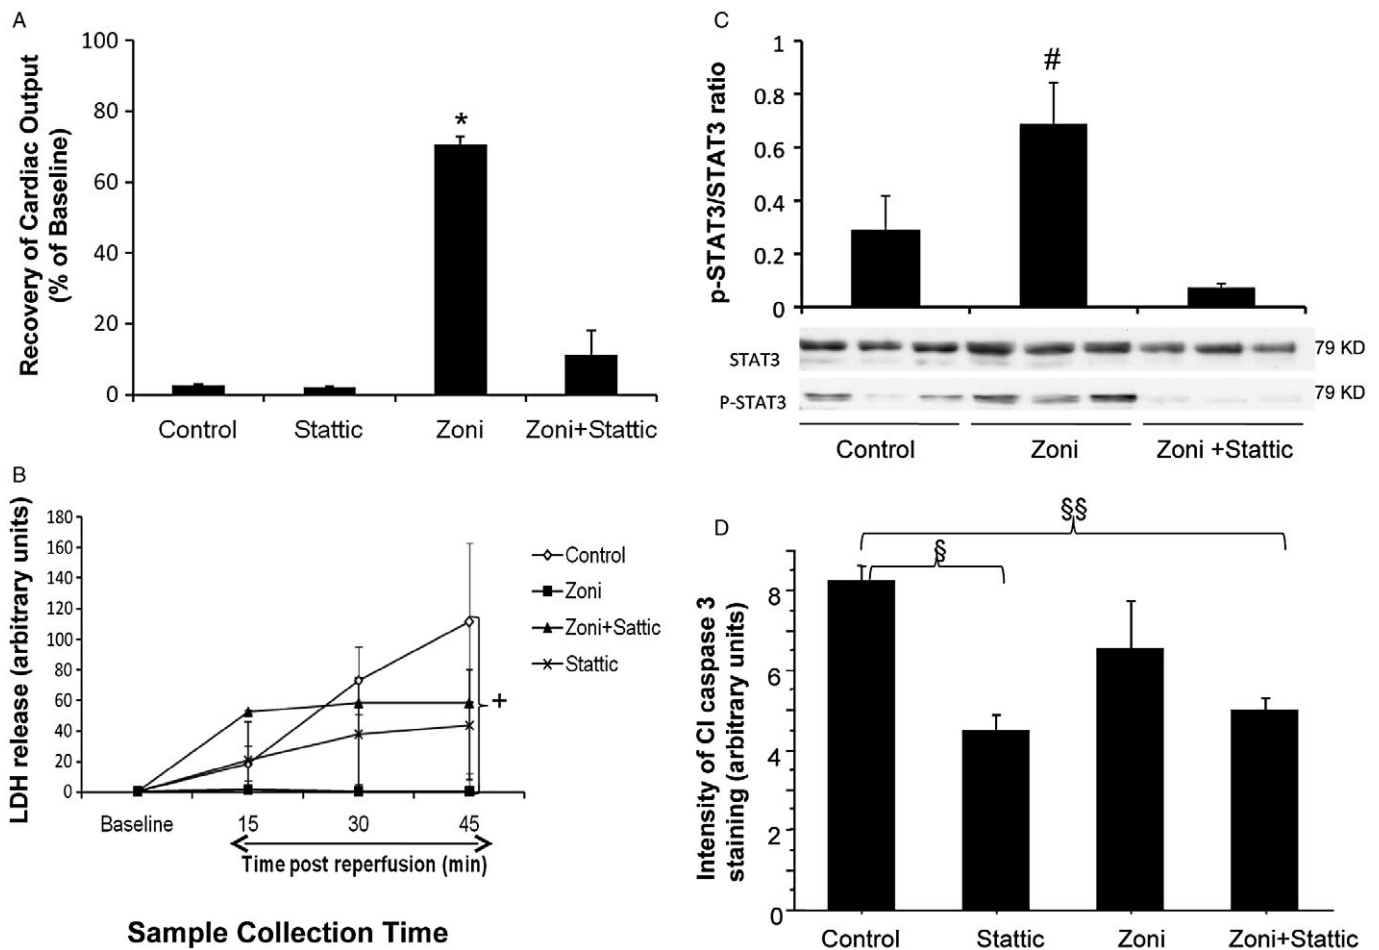 A
Recovery of Cardiac Output
(% of Baseline)
100
80
60
40
20
0
*
Control
Stattic
Zoni
Zoni+Stattic
B
LDH release (arbitrary units)
180
160
140
120
100
80
60
40
20
0
Control
Zoni
Zoni+Sattic
Stattic
+
Baseline
15
30
45
Time post reperfusion (min)
Sample Collection Time
C
p-STAT3/STAT3 ratio
1
0.8
0.6
0.4
0.2
0
#
STAT3
79 KD
P-STAT3
79 KD
Control
Zoni
Zoni +Stattic
D
Intensity of Cl caspase 3
staining (arbitrary units)
8
6
4
2
0
§§
§
Control
Stattic
Zoni
Zoni+Stattic